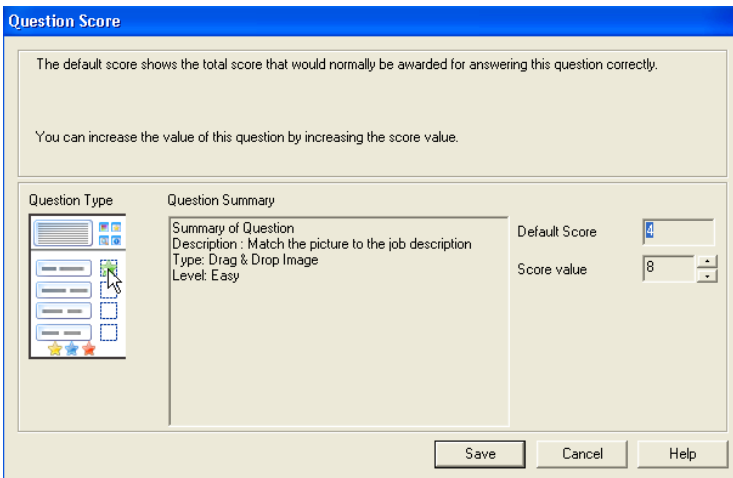 Question Score
The default score shows the total score that would normally be awarded for answering this question correctly.
You can increase the value of this question by increasing the score value.
Question Type
Question Summary
Summary of Question
Description : Match the picture to the job description
Type: Drag & Drop Image
Level: Easy
Default Score 4
Score value 8
Save Cancel Help